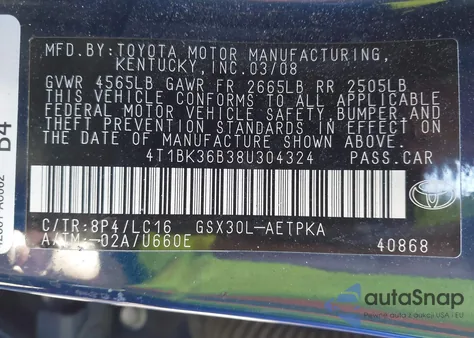 MFD.BY:TOYOTA MOTOR MANUFACTURING,
KENTUCKY, INC.03/08
GVWR 4565LB GAWR FR 2665LB RR 2505LB
THIS VEHICLE CONFORMS TO ALL APPLICABLE
FEDERAL MOTOR VEHICLE SAFETY,BUMPER,AND
THEFT PREVENTION STANDARDS IN EFFECT ON
THE DATE OF MANUFACTURE SHOWN ABOVE.
4T1BK36B38U304324 PASS.CAR
C/TR:8P4/LC16 GSX30L-AETPKA
A/TM:-02A/U660E 40868
TOYOTA
B4
autoSnap